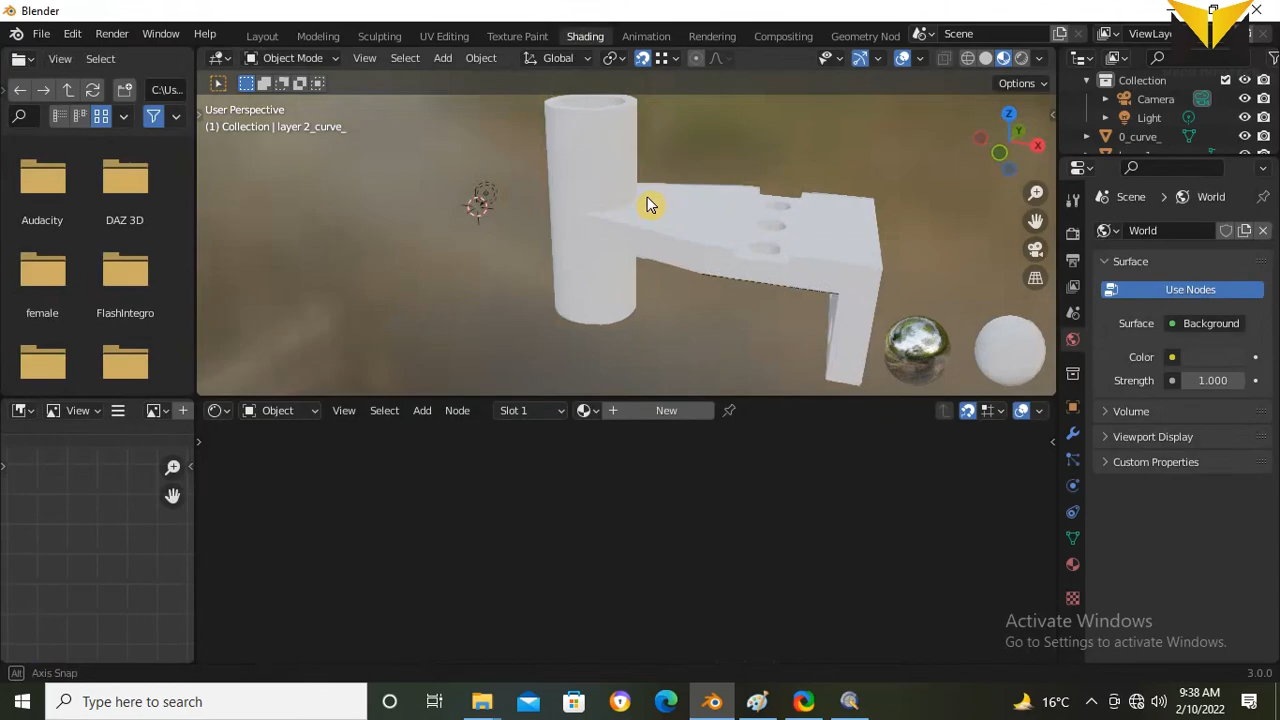 Blender
File Edit Render Window Help Layout Modeling Sculpting UV Editing Texture Paint Shading Animation Rendering Compositing Geometry Nod Scene ViewLayer
View Select Object Mode View Select Add Object Global
C:\Us... Options
User Perspective
(1) Collection | layer 2_curve_
Collection
Camera
Light
0_curve_
Z
Y
X
Audacity DAZ 3D
female FlashIntegro
Scene World
World
Surface
Use Nodes
Surface Background
Color
Strength 1.000
Volume
Viewport Display
Custom Properties
View Object View Select Add Node Slot 1 New
Activate Windows
Go to Settings to activate Windows.
Alt Axis Snap 3.0.0
Type here to search
16°C
9:38 AM
2/10/2022